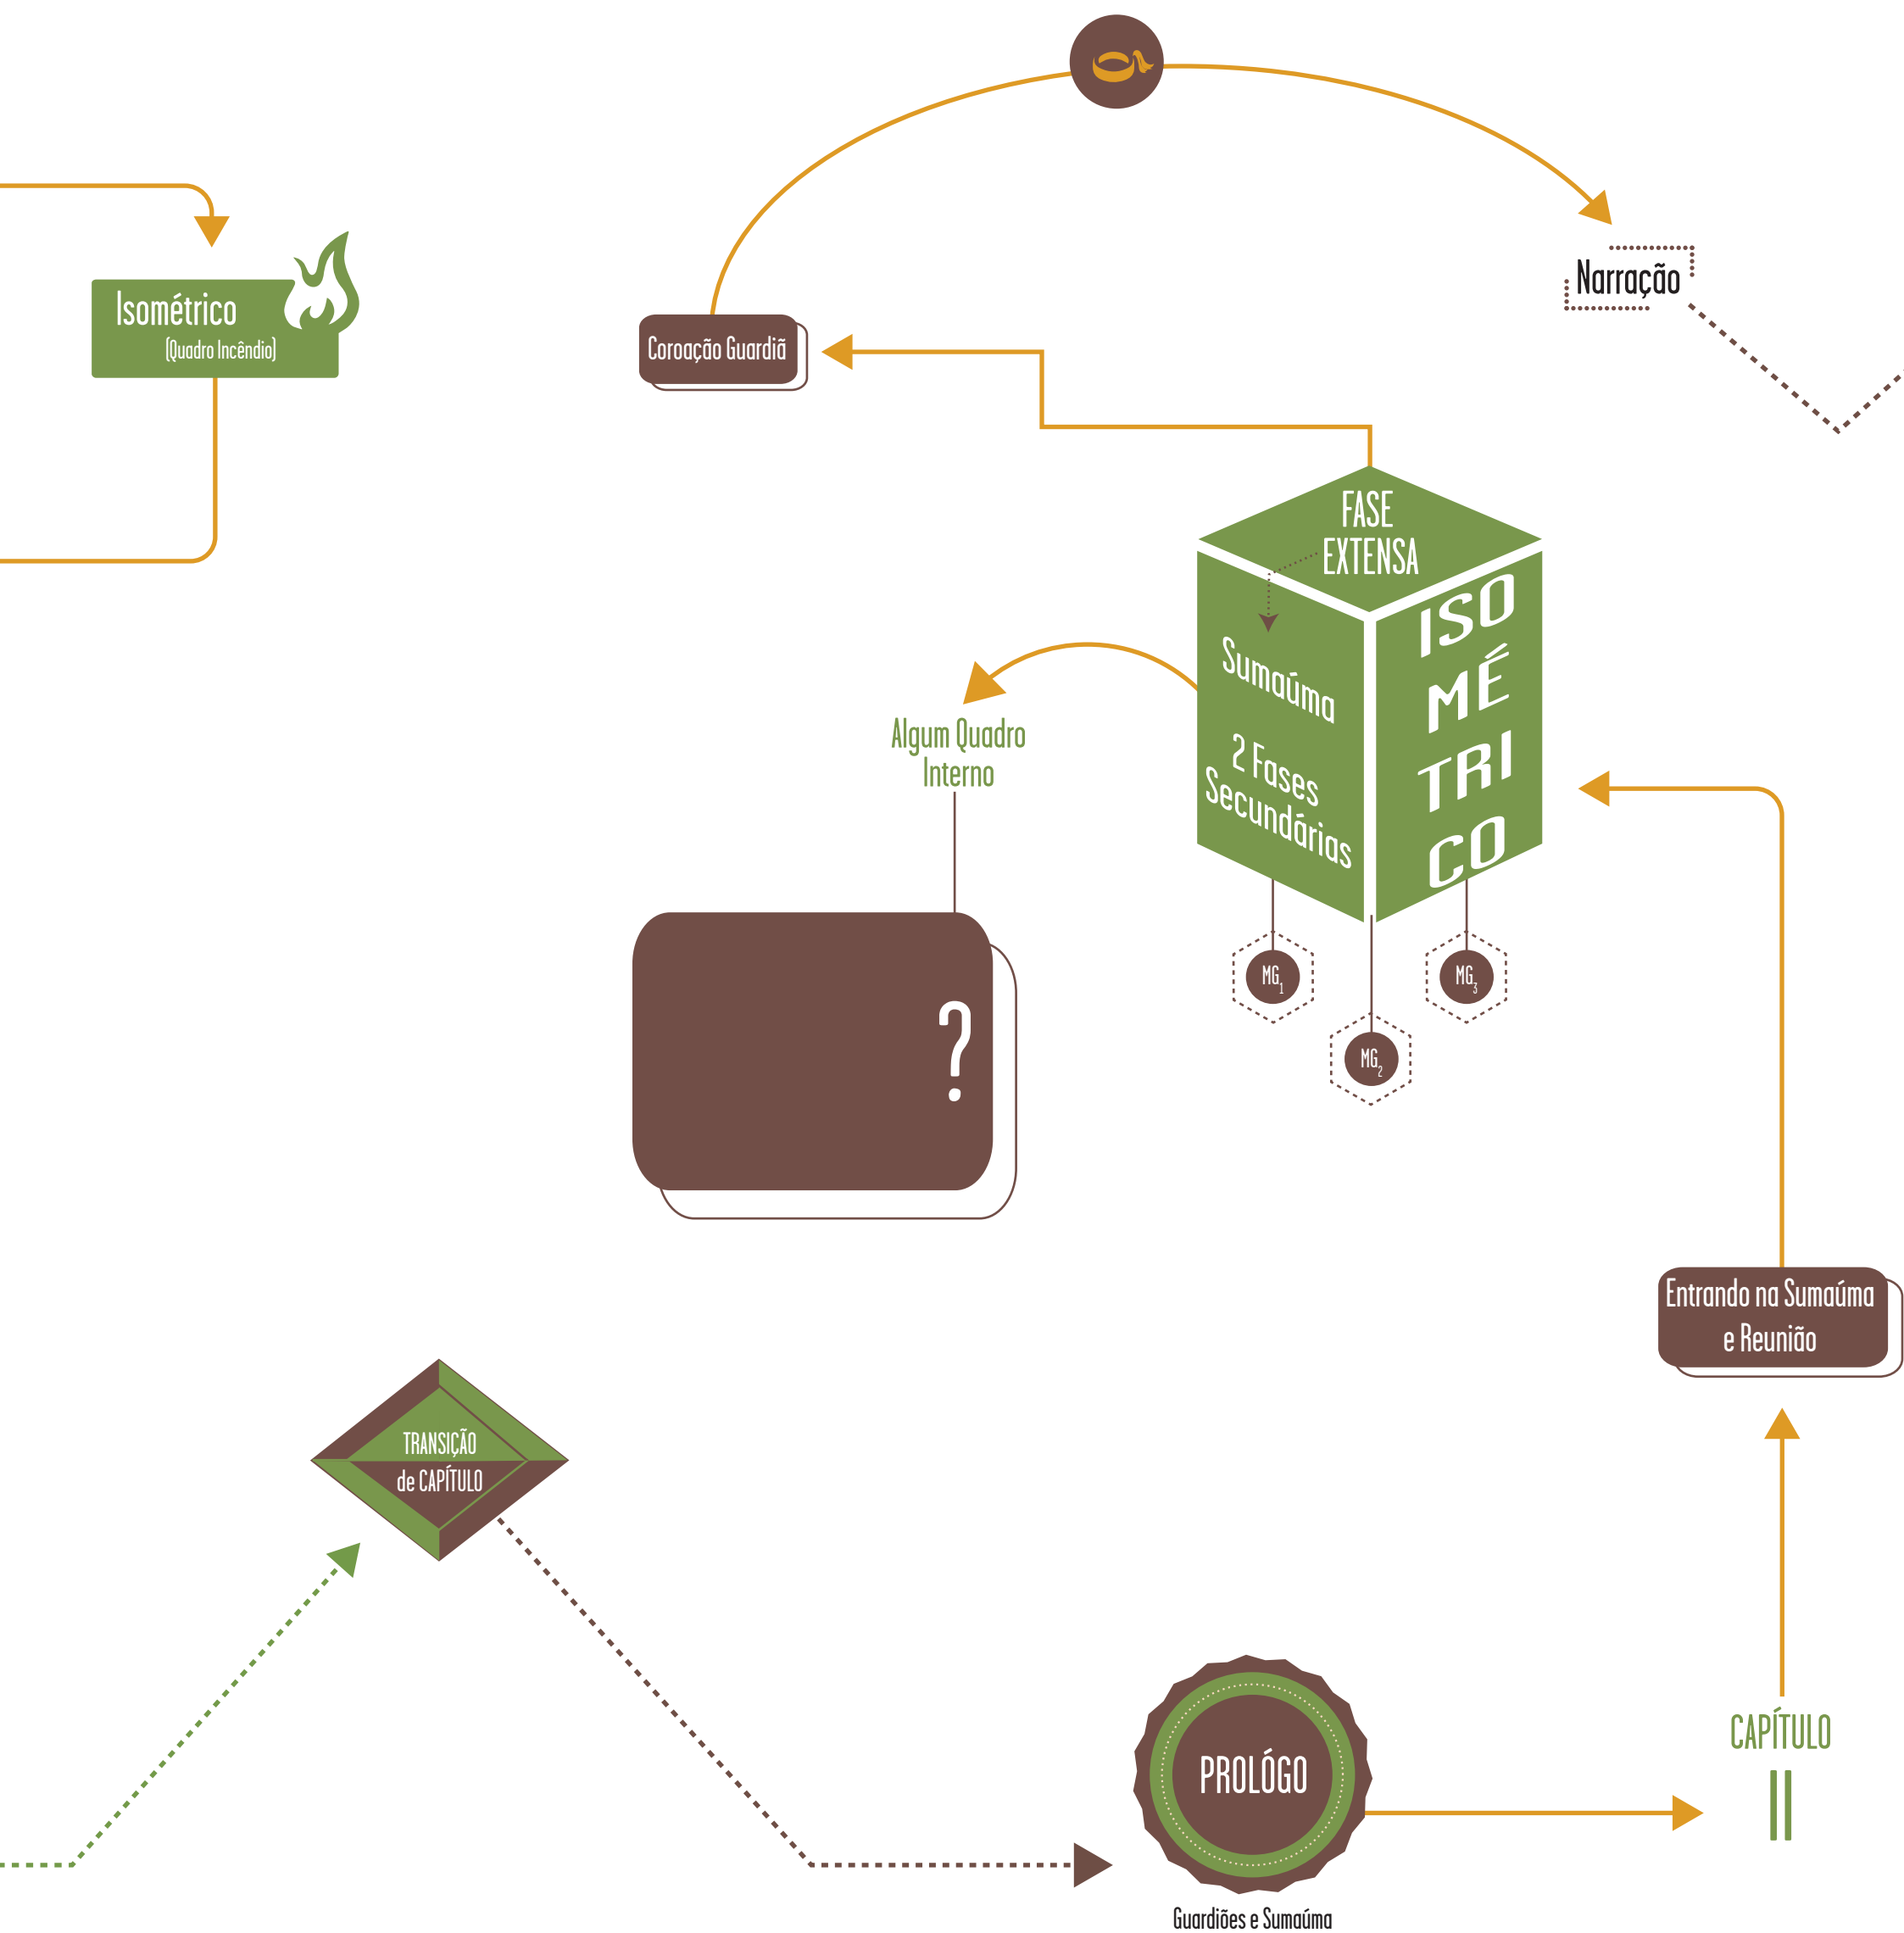 Isométrico
(Quadro Incêndio)
Narração
Coroação Guardiã
FASE
EXTENSA
Sumaúma
2 Fases
Secundárias
ISO
MÉ
TRI
CO
Algum Quadro
Interno
?
MG1
MG3
MG2
Entrando na Sumaúma
e Reunião
TRANSIÇÃO
de CAPÍTULO
PROLÓGO
Guardiões e Sumaúma
CAPÍTULO
II